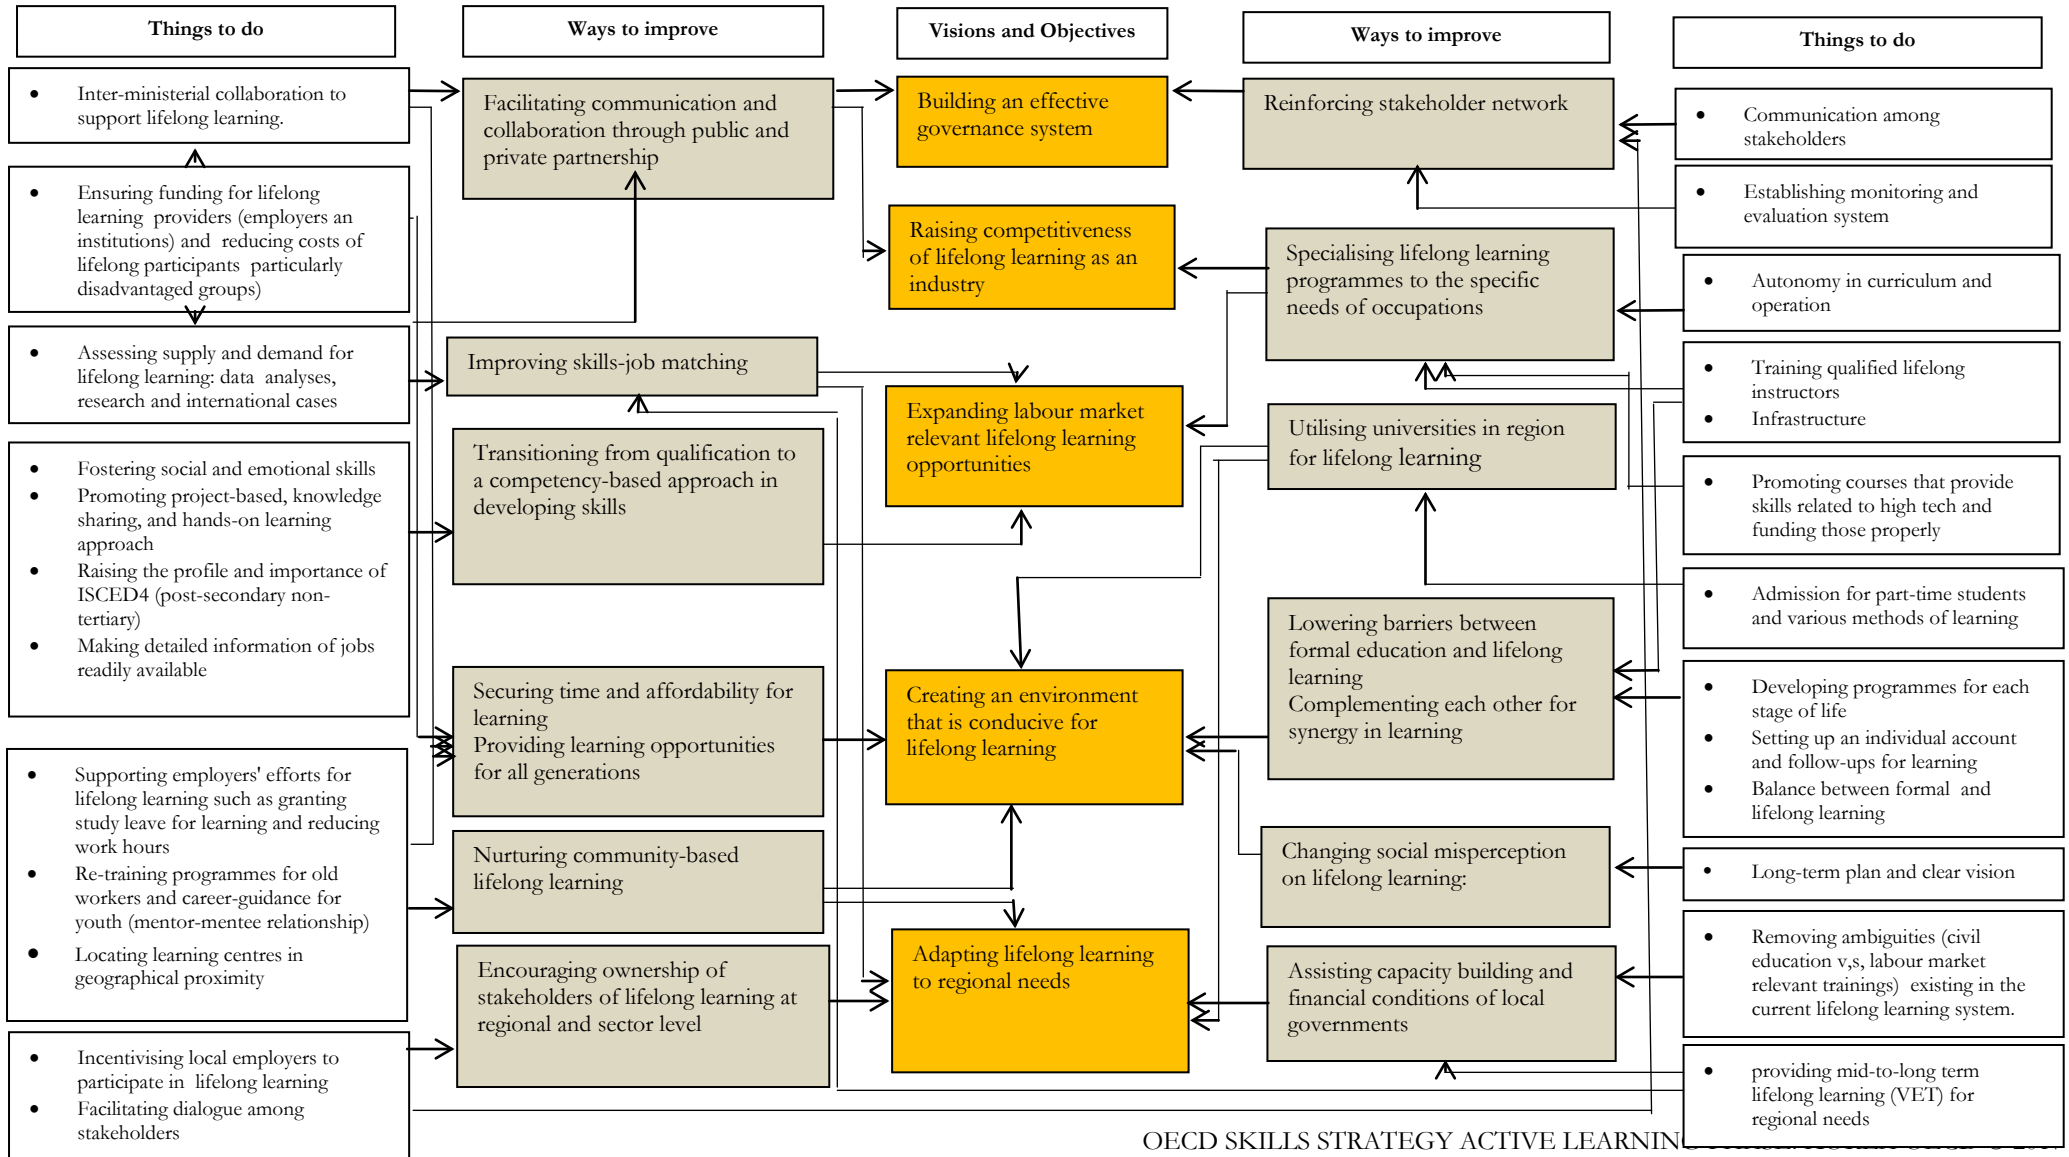 Things to do
Ways to improve
Visions and Objectives
Ways to improve
Things to do
• Inter-ministerial collaboration to
support lifelong learning.
• Ensuring funding for lifelong
learning providers (employers an
institutions) and reducing costs of
lifelong participants particularly
disadvantaged groups)
• Assessing supply and demand for
lifelong learning: data analyses,
research and international cases
• Fostering social and emotional skills
• Promoting project-based, knowledge
sharing, and hands-on learning
approach
• Raising the profile and importance of
ISCED4 (post-secondary non-
tertiary)
• Making detailed information of jobs
readily available
• Supporting employers' efforts for
lifelong learning such as granting
study leave for learning and reducing
work hours
• Re-training programmes for old
workers and career-guidance for
youth (mentor-mentee relationship)
• Locating learning centres in
geographical proximity
• Incentivising local employers to
participate in lifelong learning
• Facilitating dialogue among
stakeholders
Facilitating communication and
collaboration through public and
private partnership
Improving skills-job matching
Transitioning from qualification to
a competency-based approach in
developing skills
Securing time and affordability for
learning
Providing learning opportunities
for all generations
Nurturing community-based
lifelong learning
Encouraging ownership of
stakeholders of lifelong learning at
regional and sector level
Building an effective
governance system
Raising competitiveness
of lifelong learning as an
industry
Expanding labour market
relevant lifelong learning
opportunities
Creating an environment
that is conducive for
lifelong learning
Adapting lifelong learning
to regional needs
Reinforcing stakeholder network
Specialising lifelong learning
programmes to the specific
needs of occupations
Utilising universities in region
for lifelong learning
Lowering barriers between
formal education and lifelong
learning
Complementing each other for
synergy in learning
Changing social misperception
on lifelong learning:
Assisting capacity building and
financial conditions of local
governments
• Communication among
stakeholders
• Establishing monitoring and
evaluation system
• Autonomy in curriculum and
operation
• Training qualified lifelong
instructors
• Infrastructure
• Promoting courses that provide
skills related to high tech and
funding those properly
• Admission for part-time students
and various methods of learning
• Developing programmes for each
stage of life
• Setting up an individual account
and follow-ups for learning
• Balance between formal and
lifelong learning
• Long-term plan and clear vision
• Removing ambiguities (civil
education v,s, labour market
relevant trainings) existing in the
current lifelong learning system.
• providing mid-to-long term
lifelong learning (VET) for
regional needs
OECD SKILLS STRATEGY ACTIVE LEARNIN